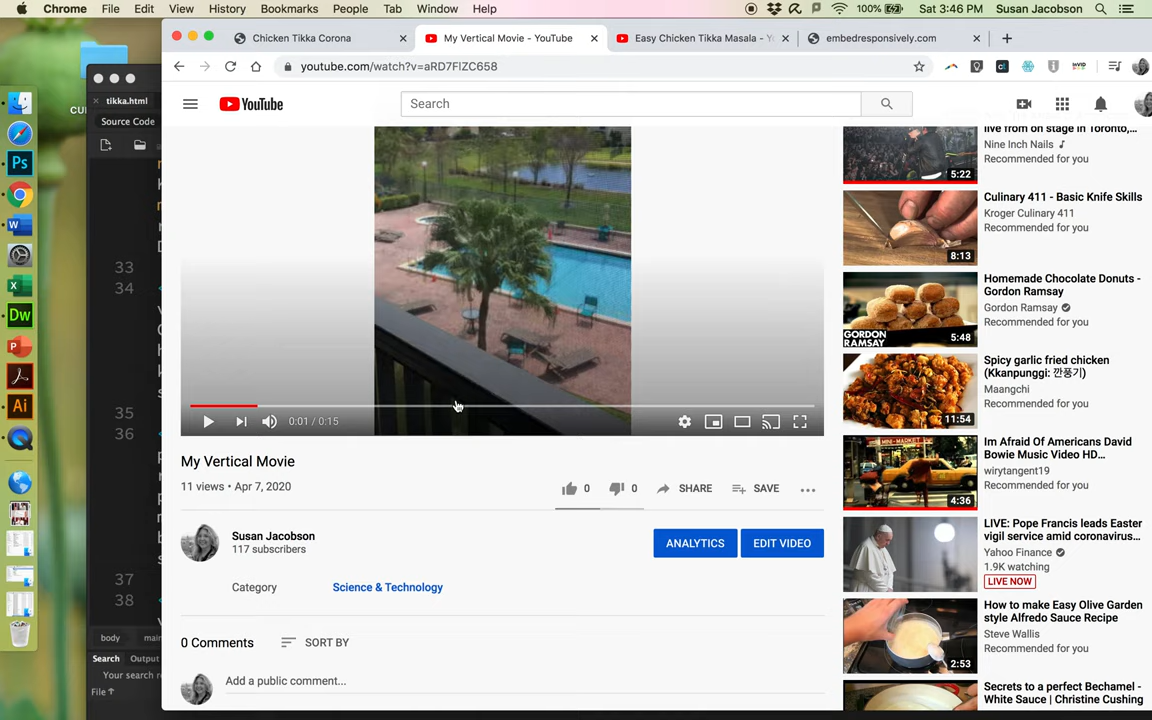 Chrome File Edit View History Bookmarks People Tab Window Help 100% Sat 3:46 PM Susan Jacobson
Chicken Tikka Corona
My Vertical Movie - YouTube
Easy Chicken Tikka Masala - Y
embedresponsively.com
youtube.com/watch?v=aRD7FlZC658
tikka.html
Source Code
YouTube
Search
33
34
35
36
37
38
body
Search Output
Your search r
File
0:01 / 0:15
My Vertical Movie
11 views • Apr 7, 2020
0 0 SHARE SAVE
Susan Jacobson
117 subscribers
ANALYTICS EDIT VIDEO
Category Science & Technology
0 Comments SORT BY
Add a public comment...
live from on stage in Toronto,...
Nine Inch Nails
Recommended for you
5:22
Culinary 411 - Basic Knife Skills
Kroger Culinary 411
Recommended for you
8:13
Homemade Chocolate Donuts -
Gordon Ramsay
Gordon Ramsay
Recommended for you
GORDON
RAMSAY
5:48
Spicy garlic fried chicken
(Kkanpunggi: 깐풍기)
Maangchi
Recommended for you
11:54
Im Afraid Of Americans David
Bowie Music Video HD...
wirytangent19
Recommended for you
4:36
LIVE: Pope Francis leads Easter
vigil service amid coronavirus...
Yahoo Finance
1.9K watching
LIVE NOW
How to make Easy Olive Garden
style Alfredo Sauce Recipe
Steve Wallis
Recommended for you
2:53
Secrets to a perfect Bechamel -
White Sauce | Christine Cushing
Ps
W
X
Dw
P
Ai